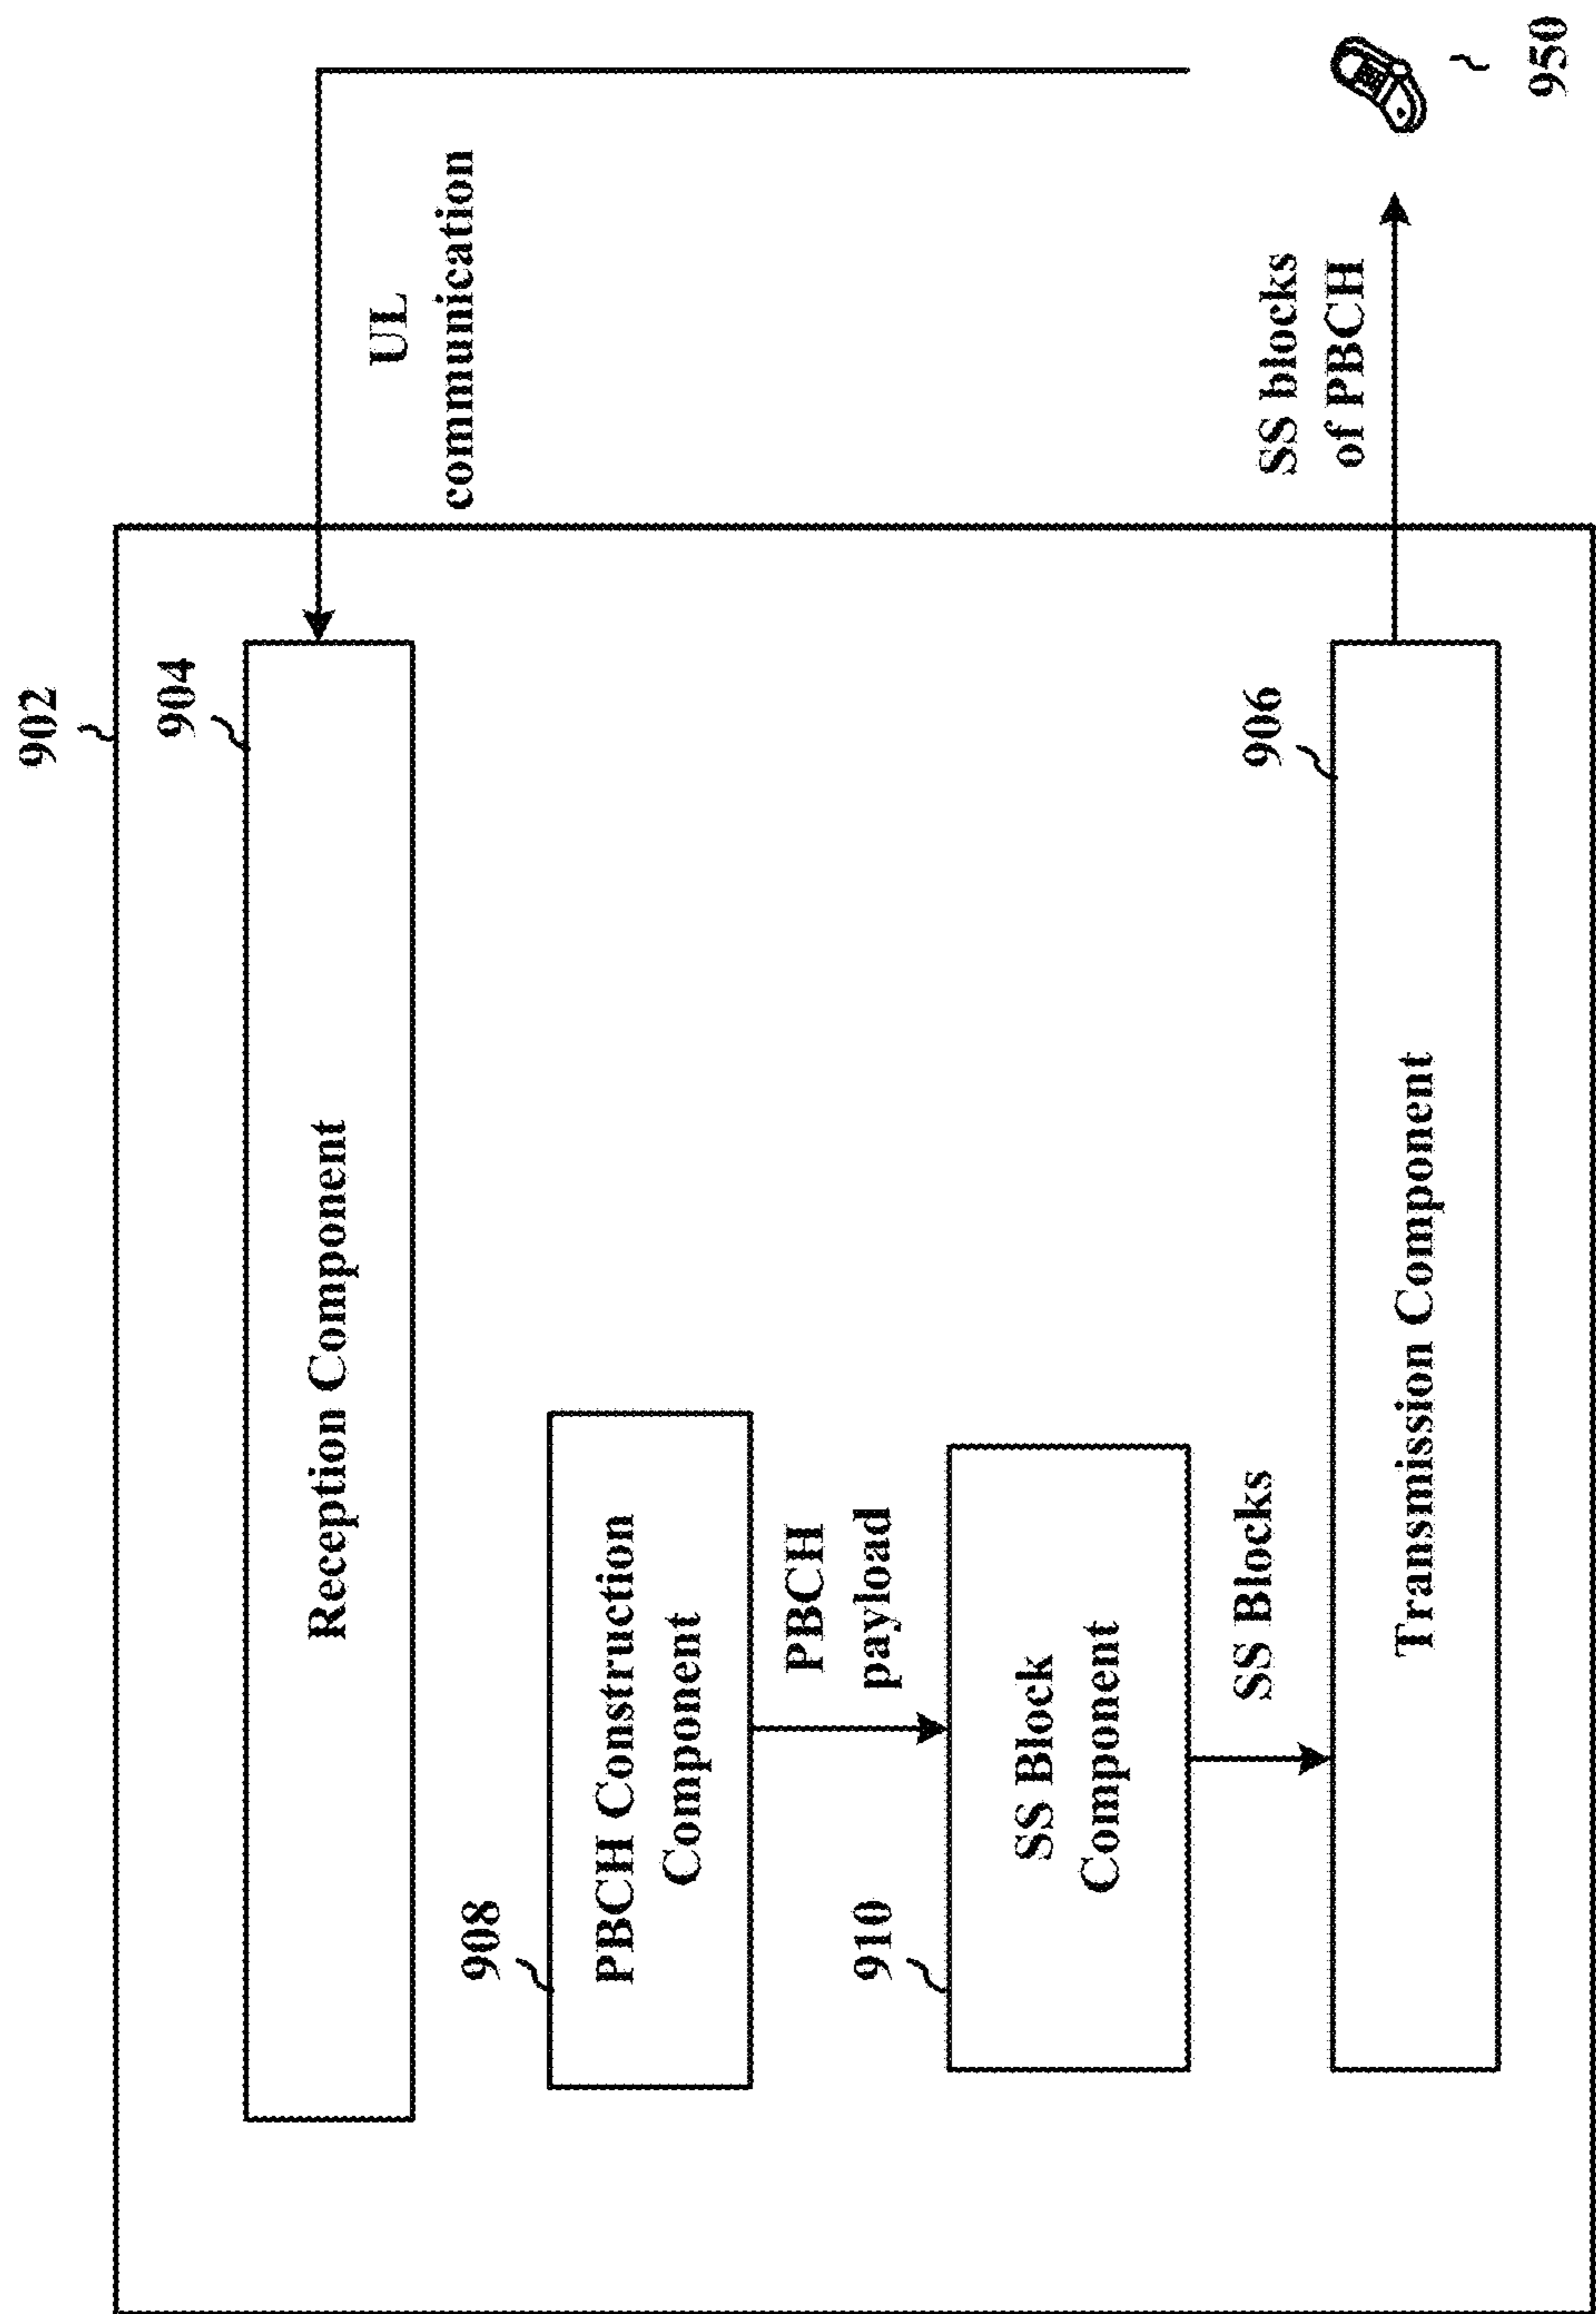 902
904
Reception Component
UL
communication
908
PBCH Construction
Component
PBCH
payload
910
SS Block
Component
SS Blocks
906
Transmission Component
SS blocks
of PBCH
950